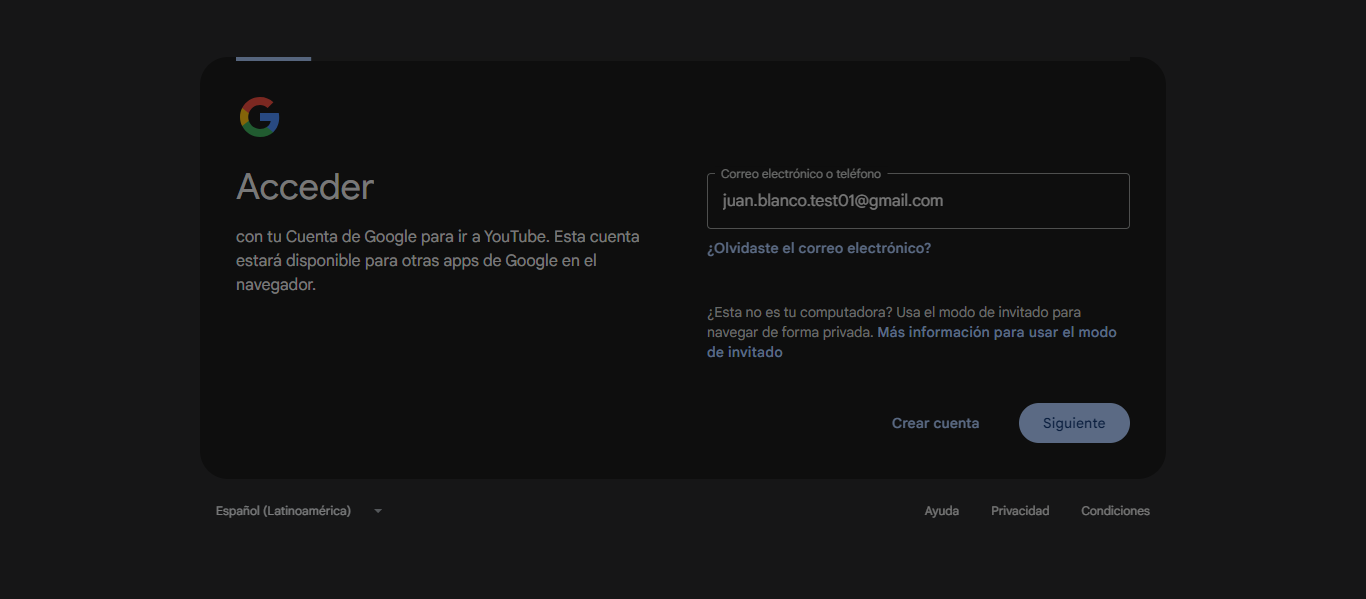 Acceder
con tu Cuenta de Google para ir a YouTube. Esta cuenta
estará disponible para otras apps de Google en el
navegador.
Correo electrónico o teléfono
juan.blanco.test01@gmail.com
¿Olvidaste el correo electrónico?
¿Esta no es tu computadora? Usa el modo de invitado para
navegar de forma privada. Más información para usar el modo
de invitado
Crear cuenta
Siguiente
Español (Latinoamérica)
Ayuda
Privacidad
Condiciones